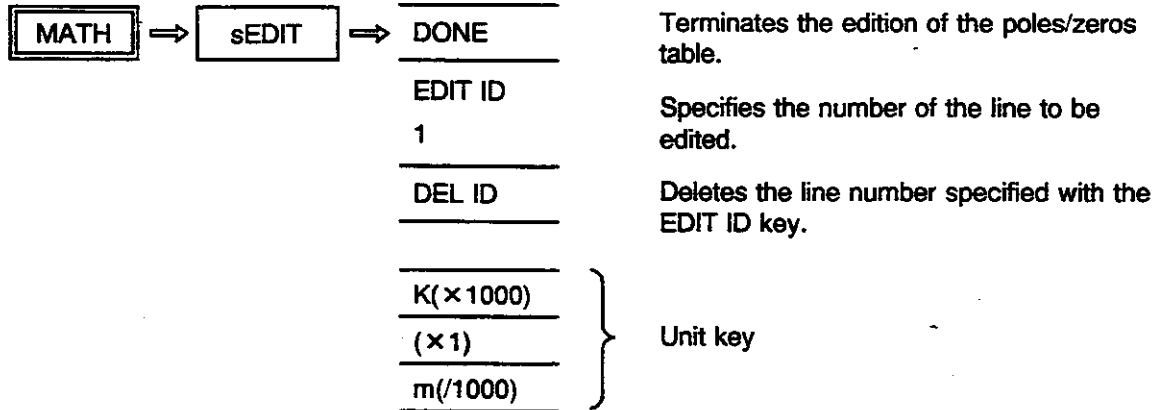 MATH ⇒ sEDIT ⇒ DONE Terminates the edition of the poles/zeros
table.
EDIT ID Specifies the number of the line to be
1 edited.
DEL ID Deletes the line number specified with the
EDIT ID key.
K(×1000)
(×1) Unit key
m(/1000)